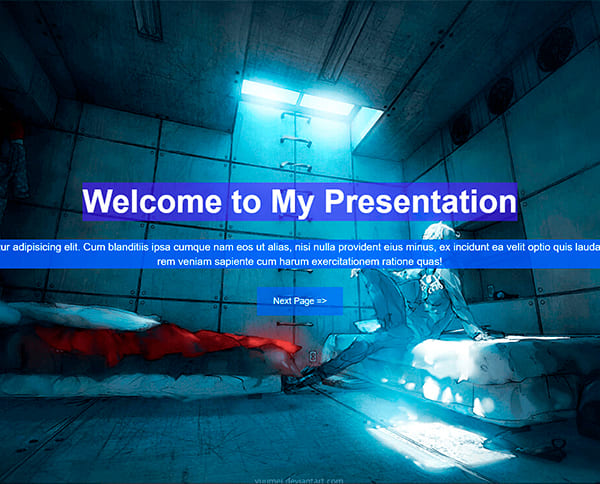 Welcome to My Presentation
tur adipisicing elit. Cum blanditiis ipsa cumque nam eos ut alias, nisi nulla provident eius minus, ex incidunt ea velit optio quis lauda
rem veniam sapiente cum harum exercitationem ratione quas!
Next Page =>
yuumei.deviantart.com